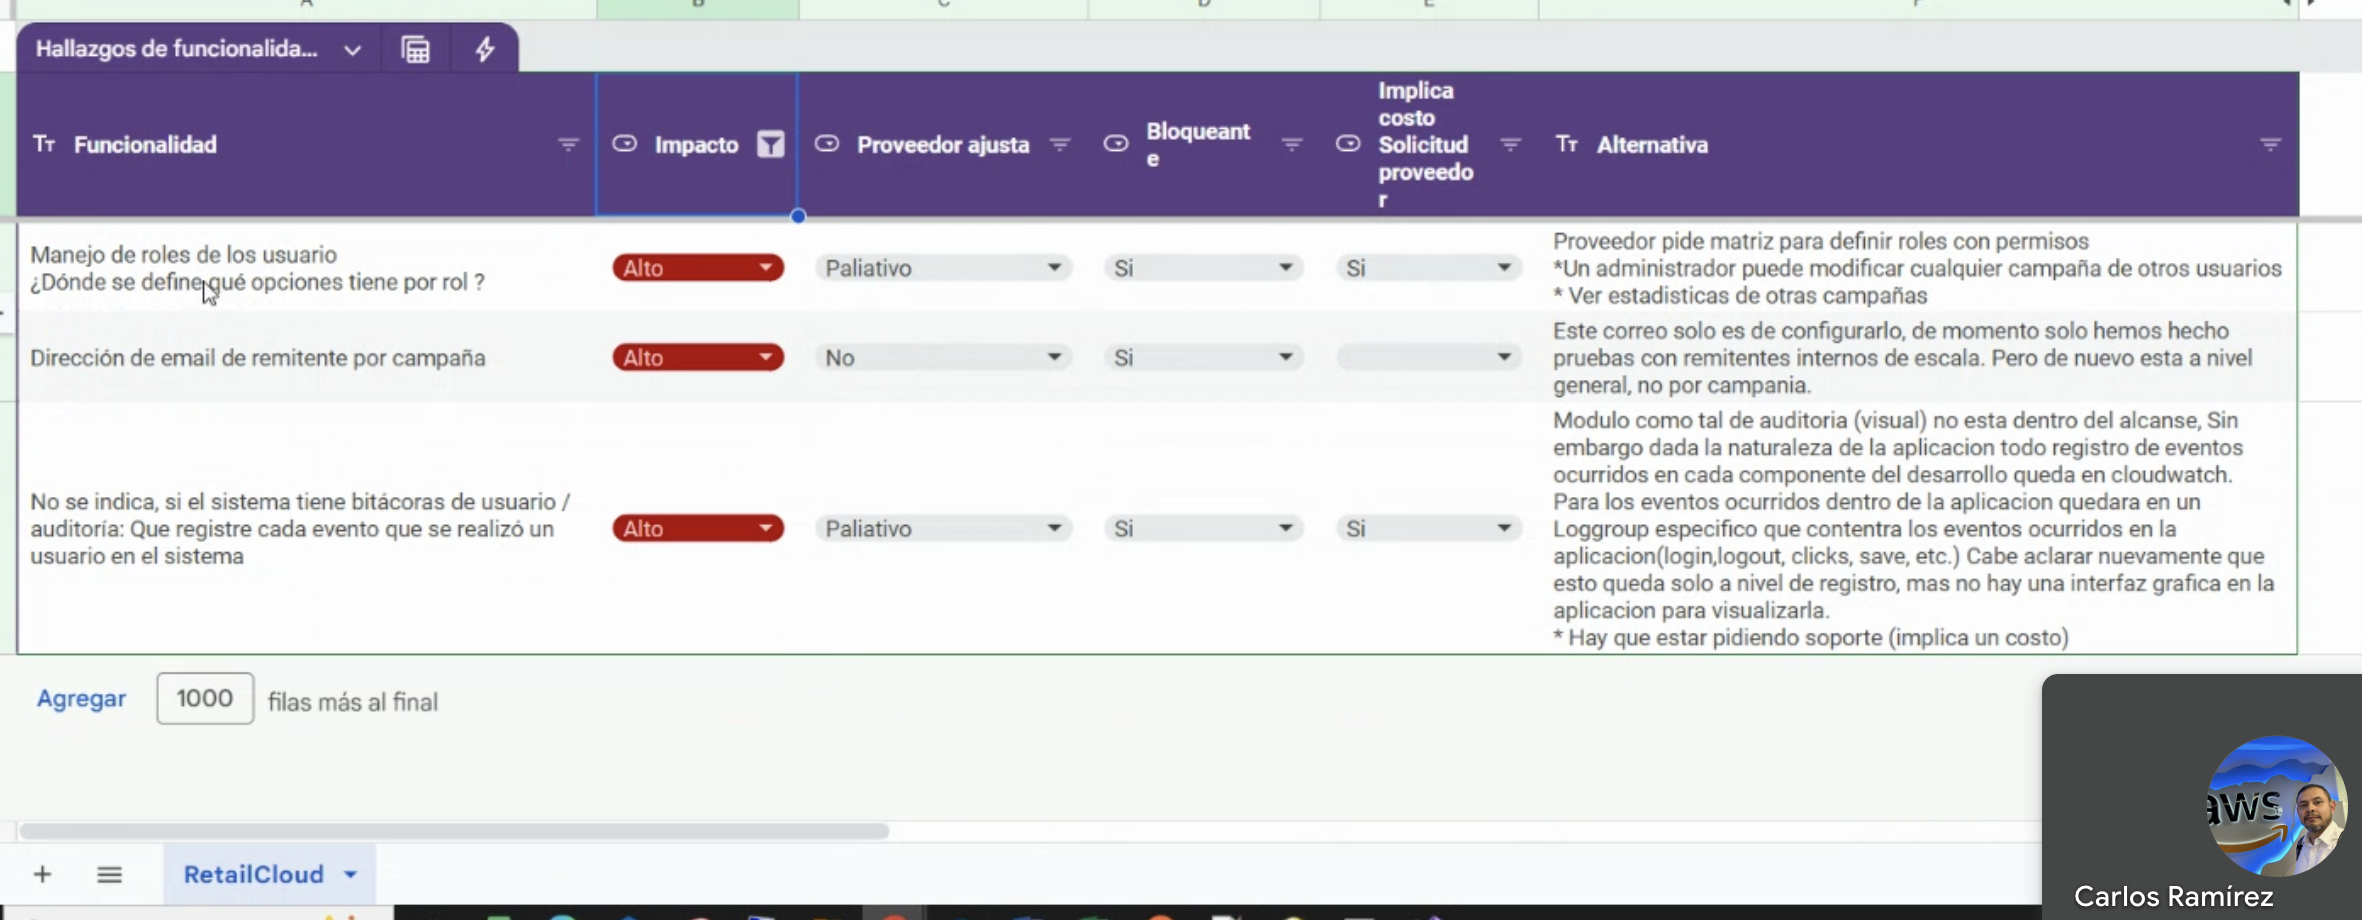 Hallazgos de funcionalida...
Funcionalidad
Impacto
Proveedor ajusta
Bloqueant
e
Implica
costo
Solicitud
proveedo
r
Alternativa
Manejo de roles de los usuario
¿Dónde se define qué opciones tiene por rol ?
Alto
Paliativo
Si
Si
Proveedor pide matriz para definir roles con permisos
*Un administrador puede modificar cualquier campaña de otros usuarios
* Ver estadisticas de otras campañas
Dirección de email de remitente por campaña
Alto
No
Si
Este correo solo es de configurarlo, de momento solo hemos hecho
pruebas con remitentes internos de escala. Pero de nuevo esta a nivel
general, no por campania.
No se indica, si el sistema tiene bitácoras de usuario /
auditoría: Que registre cada evento que se realizó un
usuario en el sistema
Alto
Paliativo
Si
Si
Modulo como tal de auditoria (visual) no esta dentro del alcanse, Sin
embargo dada la naturaleza de la aplicacion todo registro de eventos
ocurridos en cada componente del desarrollo queda en cloudwatch.
Para los eventos ocurridos dentro de la aplicacion quedara en un
Loggroup especifico que contentra los eventos ocurridos en la
aplicacion(login,logout, clicks, save, etc.) Cabe aclarar nuevamente que
esto queda solo a nivel de registro, mas no hay una interfaz grafica en la
aplicacion para visualizarla.
* Hay que estar pidiendo soporte (implica un costo)
Agregar
1000
filas más al final
RetailCloud
aws
Carlos Ramírez